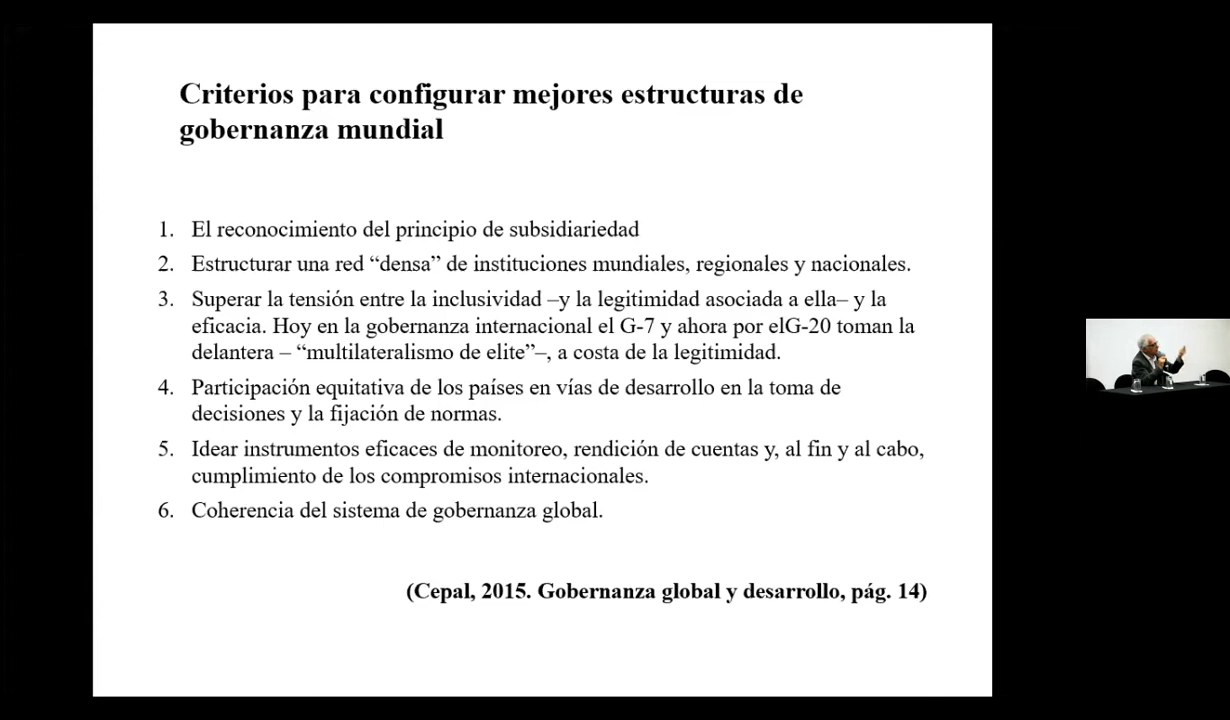 Criterios para configurar mejores estructuras de
gobernanza mundial
1. El reconocimiento del principio de subsidiariedad
2. Estructurar una red “densa” de instituciones mundiales, regionales y nacionales.
3. Superar la tensión entre la inclusividad –y la legitimidad asociada a ella– y la
eficacia. Hoy en la gobernanza internacional el G-7 y ahora por elG-20 toman la
delantera – “multilateralismo de elite”–, a costa de la legitimidad.
4. Participación equitativa de los países en vías de desarrollo en la toma de
decisiones y la fijación de normas.
5. Idear instrumentos eficaces de monitoreo, rendición de cuentas y, al fin y al cabo,
cumplimiento de los compromisos internacionales.
6. Coherencia del sistema de gobernanza global.
(Cepal, 2015. Gobernanza global y desarrollo, pág. 14)